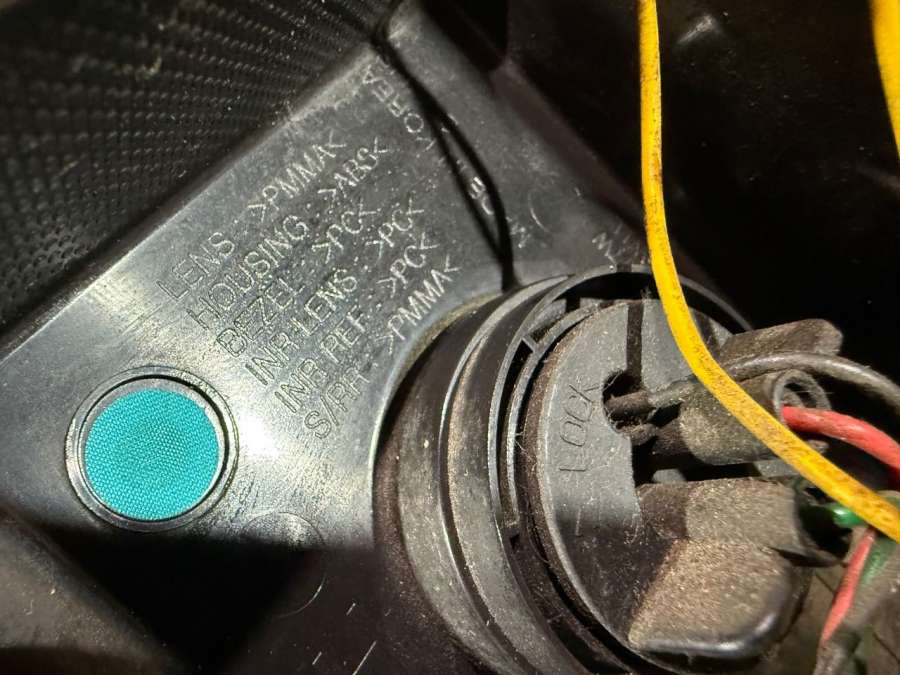 LENS : >PMMA<
HOUSING : >ABS<
BEZEL : >PC<
INR LENS : >PC<
INR REF : >PC<
S/RR : >PMMA<
KOREA
LOCK